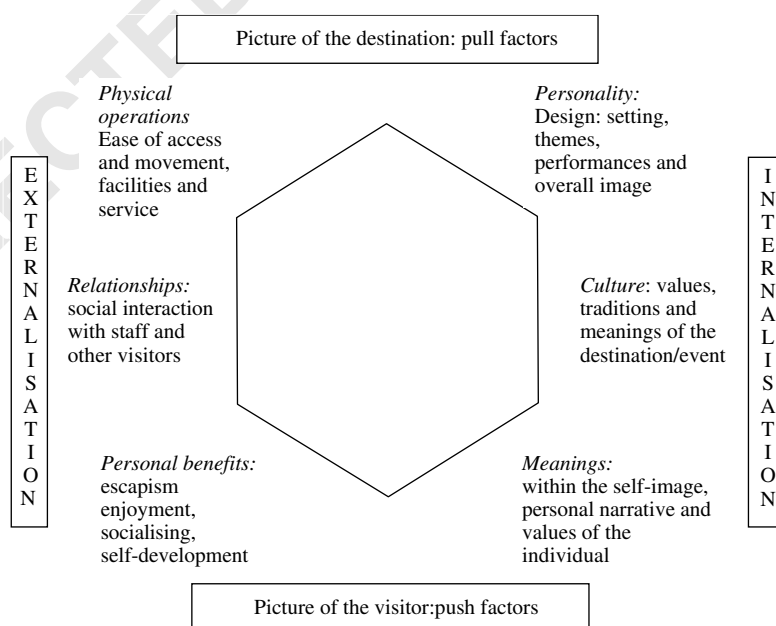 Picture of the destination: pull factors
Physical
operations
Ease of access
and movement,
facilities and
service
Personality:
Design: setting,
themes,
performances and
overall image
EXTERNALISATION
INTERNALISATION
Relationships:
social interaction
with staff and
other visitors
Culture: values,
traditions and
meanings of the
destination/event
Personal benefits:
escapism
enjoyment,
socialising,
self-development
Meanings:
within the self-image,
personal narrative and
values of the
individual
Picture of the visitor:push factors